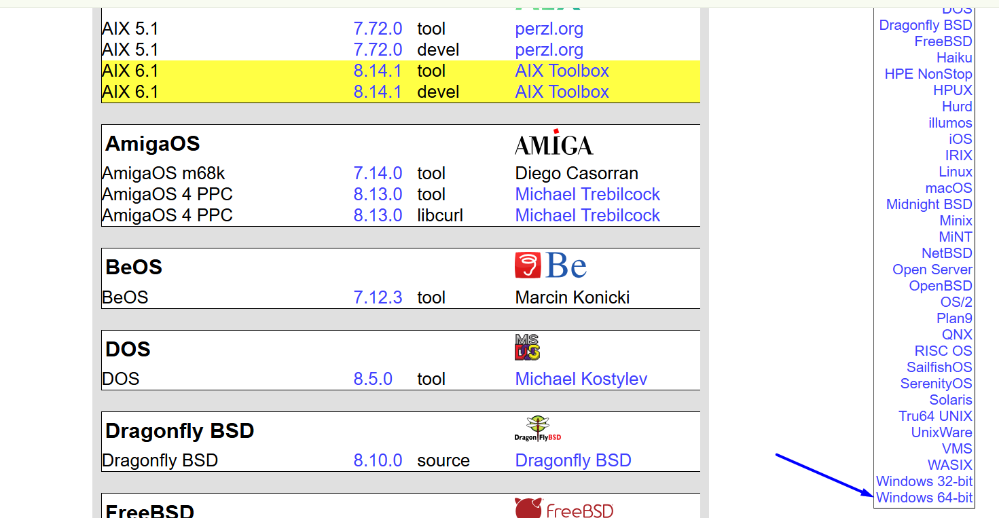 AIX 5.1 7.72.0 tool perzl.org
AIX 5.1 7.72.0 devel perzl.org
AIX 6.1 8.14.1 tool AIX Toolbox
AIX 6.1 8.14.1 devel AIX Toolbox
AmigaOS AMIGA
AmigaOS m68k 7.14.0 tool Diego Casorran
AmigaOS 4 PPC 8.13.0 tool Michael Trebilcock
AmigaOS 4 PPC 8.13.0 libcurl Michael Trebilcock
BeOS Be
BeOS 7.12.3 tool Marcin Konicki
DOS MS DOS
DOS 8.5.0 tool Michael Kostylev
Dragonfly BSD DragonFlyBSD
Dragonfly BSD 8.10.0 source Dragonfly BSD
FreeBSD FreeBSD
DOS
Dragonfly BSD
FreeBSD
Haiku
HPE NonStop
HPUX
Hurd
illumos
iOS
IRIX
Linux
macOS
Midnight BSD
Minix
MiNT
NetBSD
Open Server
OpenBSD
OS/2
Plan9
QNX
RISC OS
SailfishOS
SerenityOS
Solaris
Tru64 UNIX
UnixWare
VMS
WASIX
Windows 32-bit
Windows 64-bit